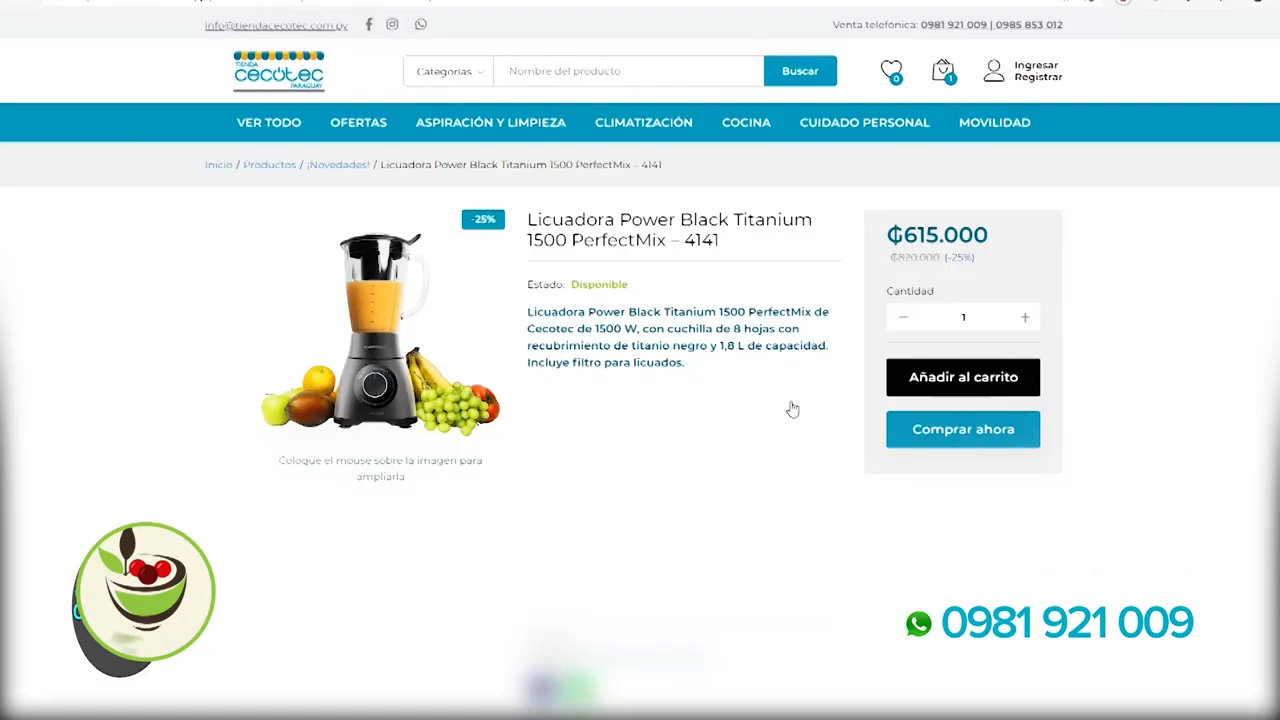 info@tiendacecotec.com.py
Venta telefónica: 0981 921 009 | 0985 853 012
TIENDA
cecotec
PARAGUAY
Categorias
Nombre del producto
Buscar
0
1
Ingresar
Registrar
VER TODO OFERTAS ASPIRACIÓN Y LIMPIEZA CLIMATIZACIÓN COCINA CUIDADO PERSONAL MOVILIDAD
Inicio / Productos / ¡Novedades! / Licuadora Power Black Titanium 1500 PerfectMix – 4141
-25%
Licuadora Power Black Titanium
1500 PerfectMix – 4141
Estado: Disponible
Licuadora Power Black Titanium 1500 PerfectMix de
Cecotec de 1500 W, con cuchilla de 8 hojas con
recubrimiento de titanio negro y 1,8 L de capacidad.
Incluye filtro para licuados.
Coloque el mouse sobre la imagen para
ampliarla
₲615.000
₲820.000 (-25%)
Cantidad
− 1 +
Añadir al carrito
Comprar ahora
0981 921 009